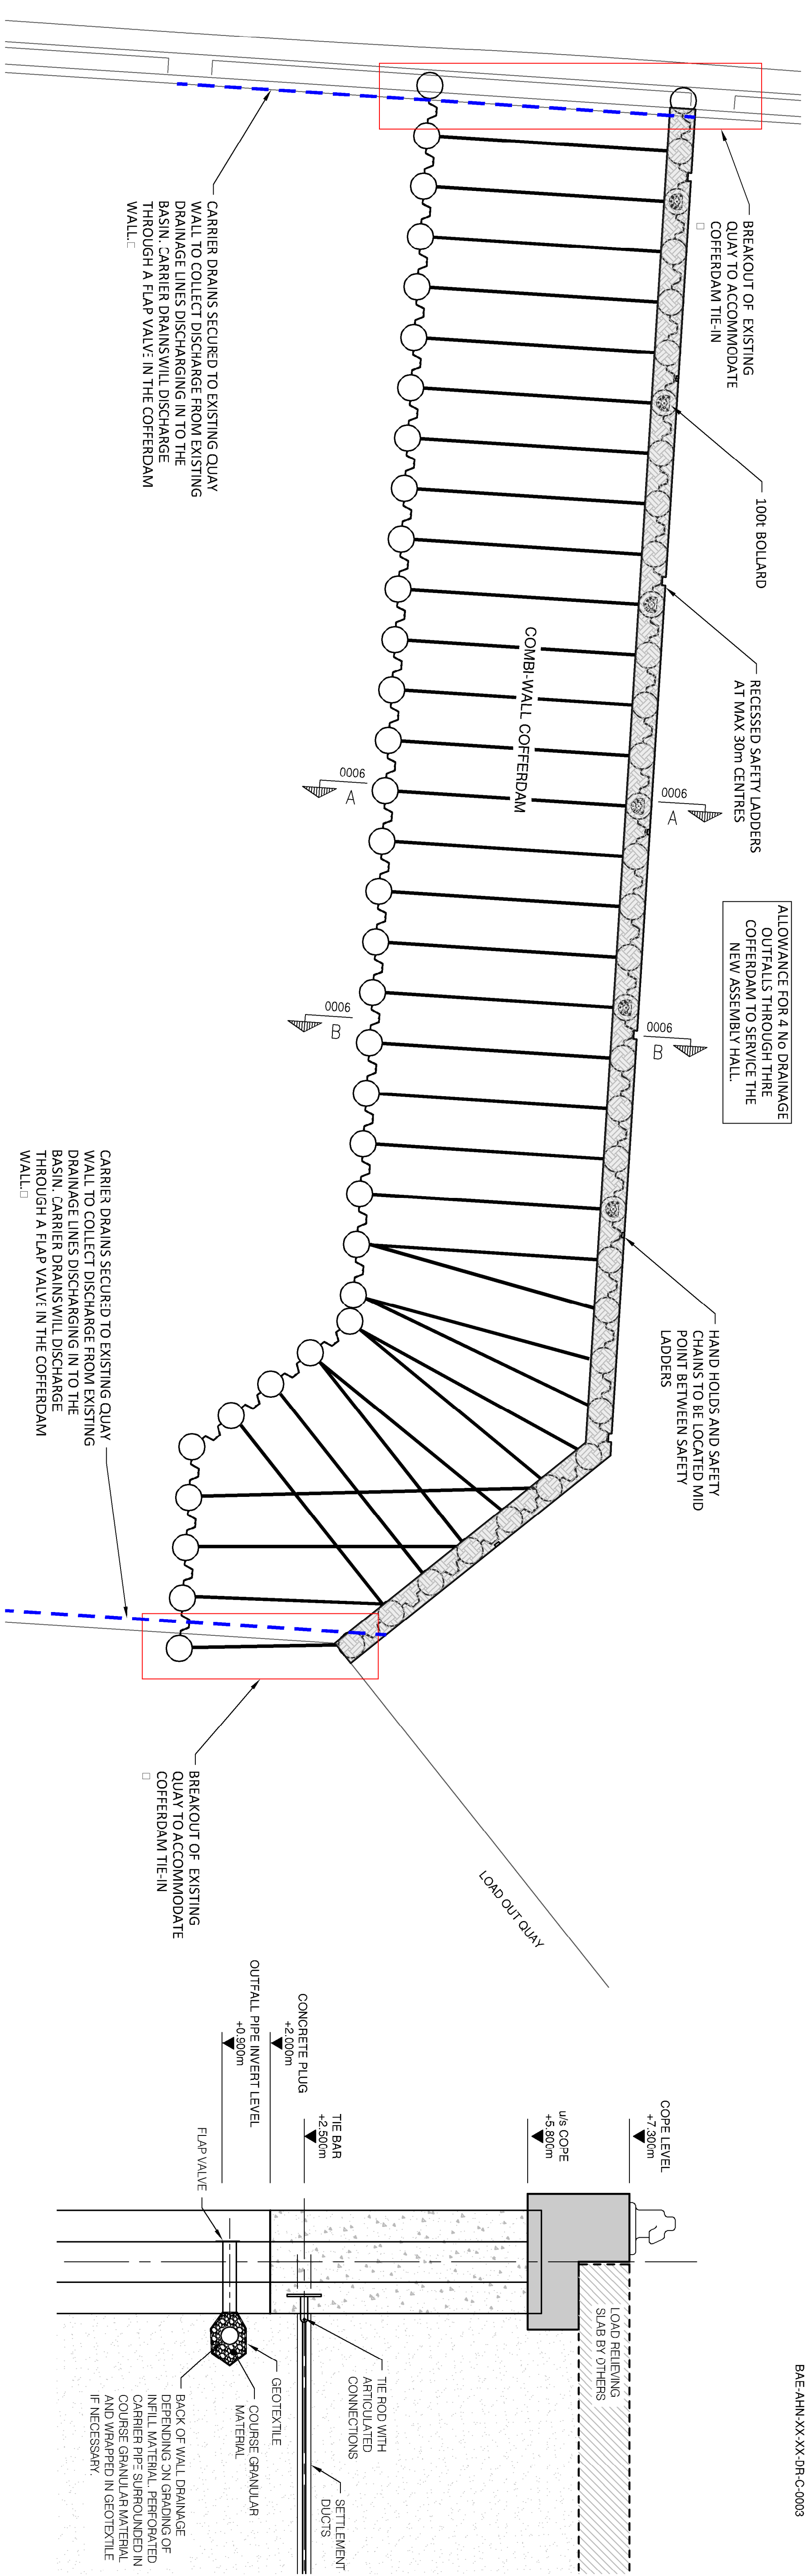 BREAKOUT OF EXISTING
QUAY TO ACCOMMODATE
COFFERDAM TIE-IN
100t BOLLARD
RECESSED SAFETY LADDERS
AT MAX 30m CENTRES
ALLOWANCE FOR 4 No DRAINAGE
OUTFALLS THROUGH THRE
COFFERDAM TO SERVICE THE
NEW ASSEMBLY HALL.
HAND HOLDS AND SAFETY
CHAINS TO BE LOCATED MID
POINT BETWEEN SAFETY
LADDERS
COMBI-WALL COFFERDAM
0006
A
0006
A
0006
B
0006
B
CARRIER DRAINS SECURED TO EXISTING QUAY
WALL TO COLLECT DISCHARGE FROM EXISTING
DRAINAGE LINES DISCHARGING IN TO THE
BASIN. CARRIER DRAINS WILL DISCHARGE
THROUGH A FLAP VALVE IN THE COFFERDAM
WALL.
CARRIER DRAINS SECURED TO EXISTING QUAY
WALL TO COLLECT DISCHARGE FROM EXISTING
DRAINAGE LINES DISCHARGING IN TO THE
BASIN. CARRIER DRAINS WILL DISCHARGE
THROUGH A FLAP VALVE IN THE COFFERDAM
WALL.
BREAKOUT OF EXISTING
QUAY TO ACCOMMODATE
COFFERDAM TIE-IN
LOAD OUT QUAY
COPE LEVEL
+7.300m
u/s COPE
+5.800m
TIE BAR
+2.500m
CONCRETE PLUG
+2.000m
OUTFALL PIPE INVERT LEVEL
+0.900m
FLAP VALVE
LOAD RELIEVING
SLAB BY OTHERS
TIE ROD WITH
ARTICULATED
CONNECTIONS
SETTLEMENT
DUCTS
GEOTEXTILE
COURSE GRANULAR
MATERIAL
BACK OF WALL DRAINAGE
DEPENDING ON GRADING OF
INFILL MATERIAL. PERFORATED
CARRIER PIPE SURROUNDED IN
COURSE GRANULAR MATERIAL
AND WRAPPED IN GEOTEXTILE
IF NECESSARY.
BAE-AHN-XX-XX-DR-C-0003